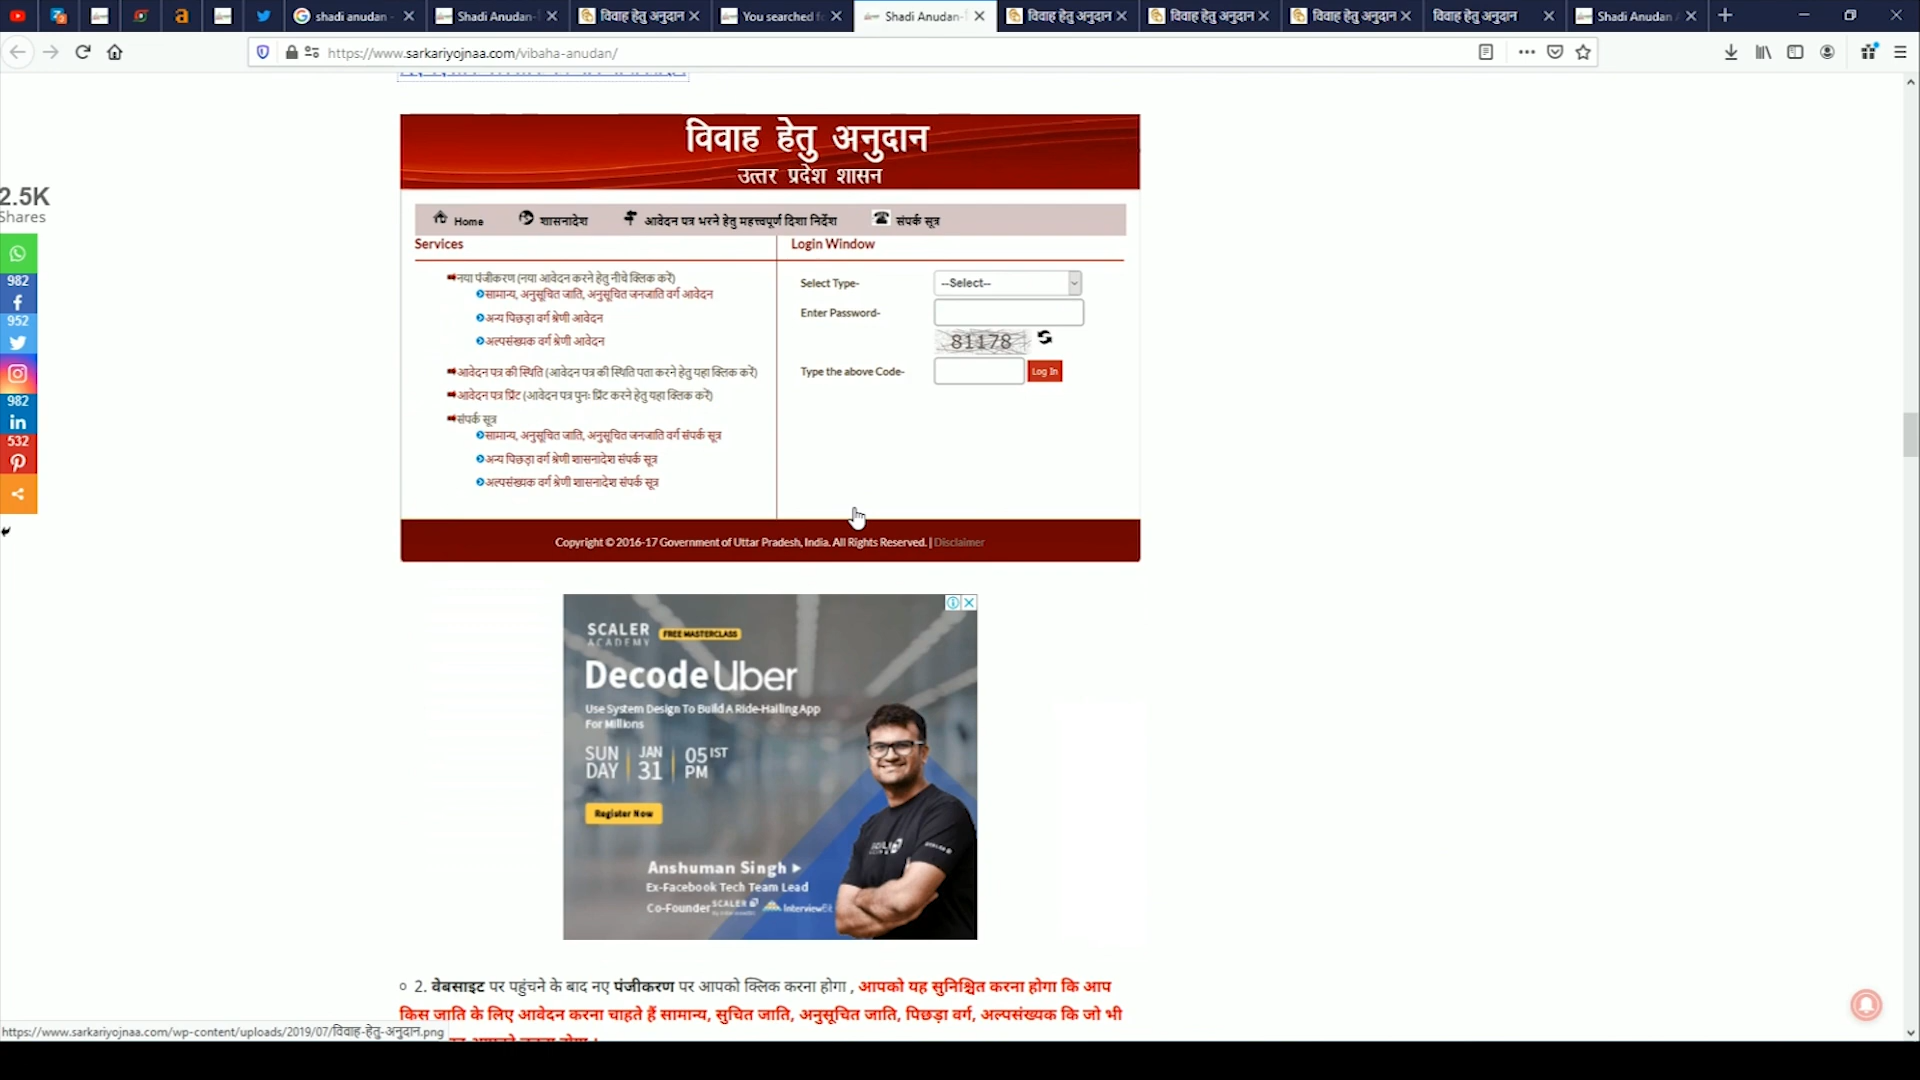 shadi anudan -
Shadi Anudan-
विवाह हेतु अनुदान
You searched fo
Shadi Anudan-
विवाह हेतु अनुदान
विवाह हेतु अनुदान
विवाह हेतु अनुदान
विवाह हेतु अनुदान
Shadi Anudan
https://www.sarkariyojnaa.com/vibaha-anudan/
2.5K
Shares
982
952
982
532
विवाह हेतु अनुदान
उत्तर प्रदेश शासन
Home
शासनादेश
आवेदन पत्र भरने हेतु महत्त्वपूर्ण दिशा निर्देश
संपर्क सूत्र
Services
नया पंजीकरण (नया आवेदन करने हेतु नीचे क्लिक करें)
सामान्य, अनुसूचित जाति, अनुसूचित जनजाति वर्ग आवेदन
अन्य पिछड़ा वर्ग श्रेणी आवेदन
अल्पसंख्यक वर्ग श्रेणी आवेदन
आवेदन पत्र की स्थिति (आवेदन पत्र की स्थिति पता करने हेतु यहा क्लिक करें)
आवेदन पत्र प्रिंट (आवेदन पत्र पुनः प्रिंट करने हेतु यहा क्लिक करें)
संपर्क सूत्र
सामान्य, अनुसूचित जाति, अनुसूचित जनजाति वर्ग संपर्क सूत्र
अन्य पिछड़ा वर्ग श्रेणी शासनादेश संपर्क सूत्र
अल्पसंख्यक वर्ग श्रेणी शासनादेश संपर्क सूत्र
Login Window
Select Type-
--Select--
Enter Password-
81178
Type the above Code-
Log In
Copyright © 2016-17 Government of Uttar Pradesh, India. All Rights Reserved. | Disclaimer
SCALER
ACADEMY
FREE MASTERCLASS
Decode Uber
Use System Design To Build A Ride-Hailing App
For Millions
SUN DAY
JAN 31
05 IST PM
Register Now
Anshuman Singh
Ex-Facebook Tech Team Lead
Co-Founder SCALER InterviewBit
2. वेबसाइट पर पहुंचने के बाद नए पंजीकरण पर आपको क्लिक करना होगा , आपको यह सुनिश्चित करना होगा कि आप
किस जाति के लिए आवेदन करना चाहते हैं सामान्य, सुचित जाति, अनुसूचित जाति, पिछड़ा वर्ग, अल्पसंख्यक कि जो भी
https://www.sarkariyojnaa.com/wp-content/uploads/2019/07/विवाह-हेतु-अनुदान.png